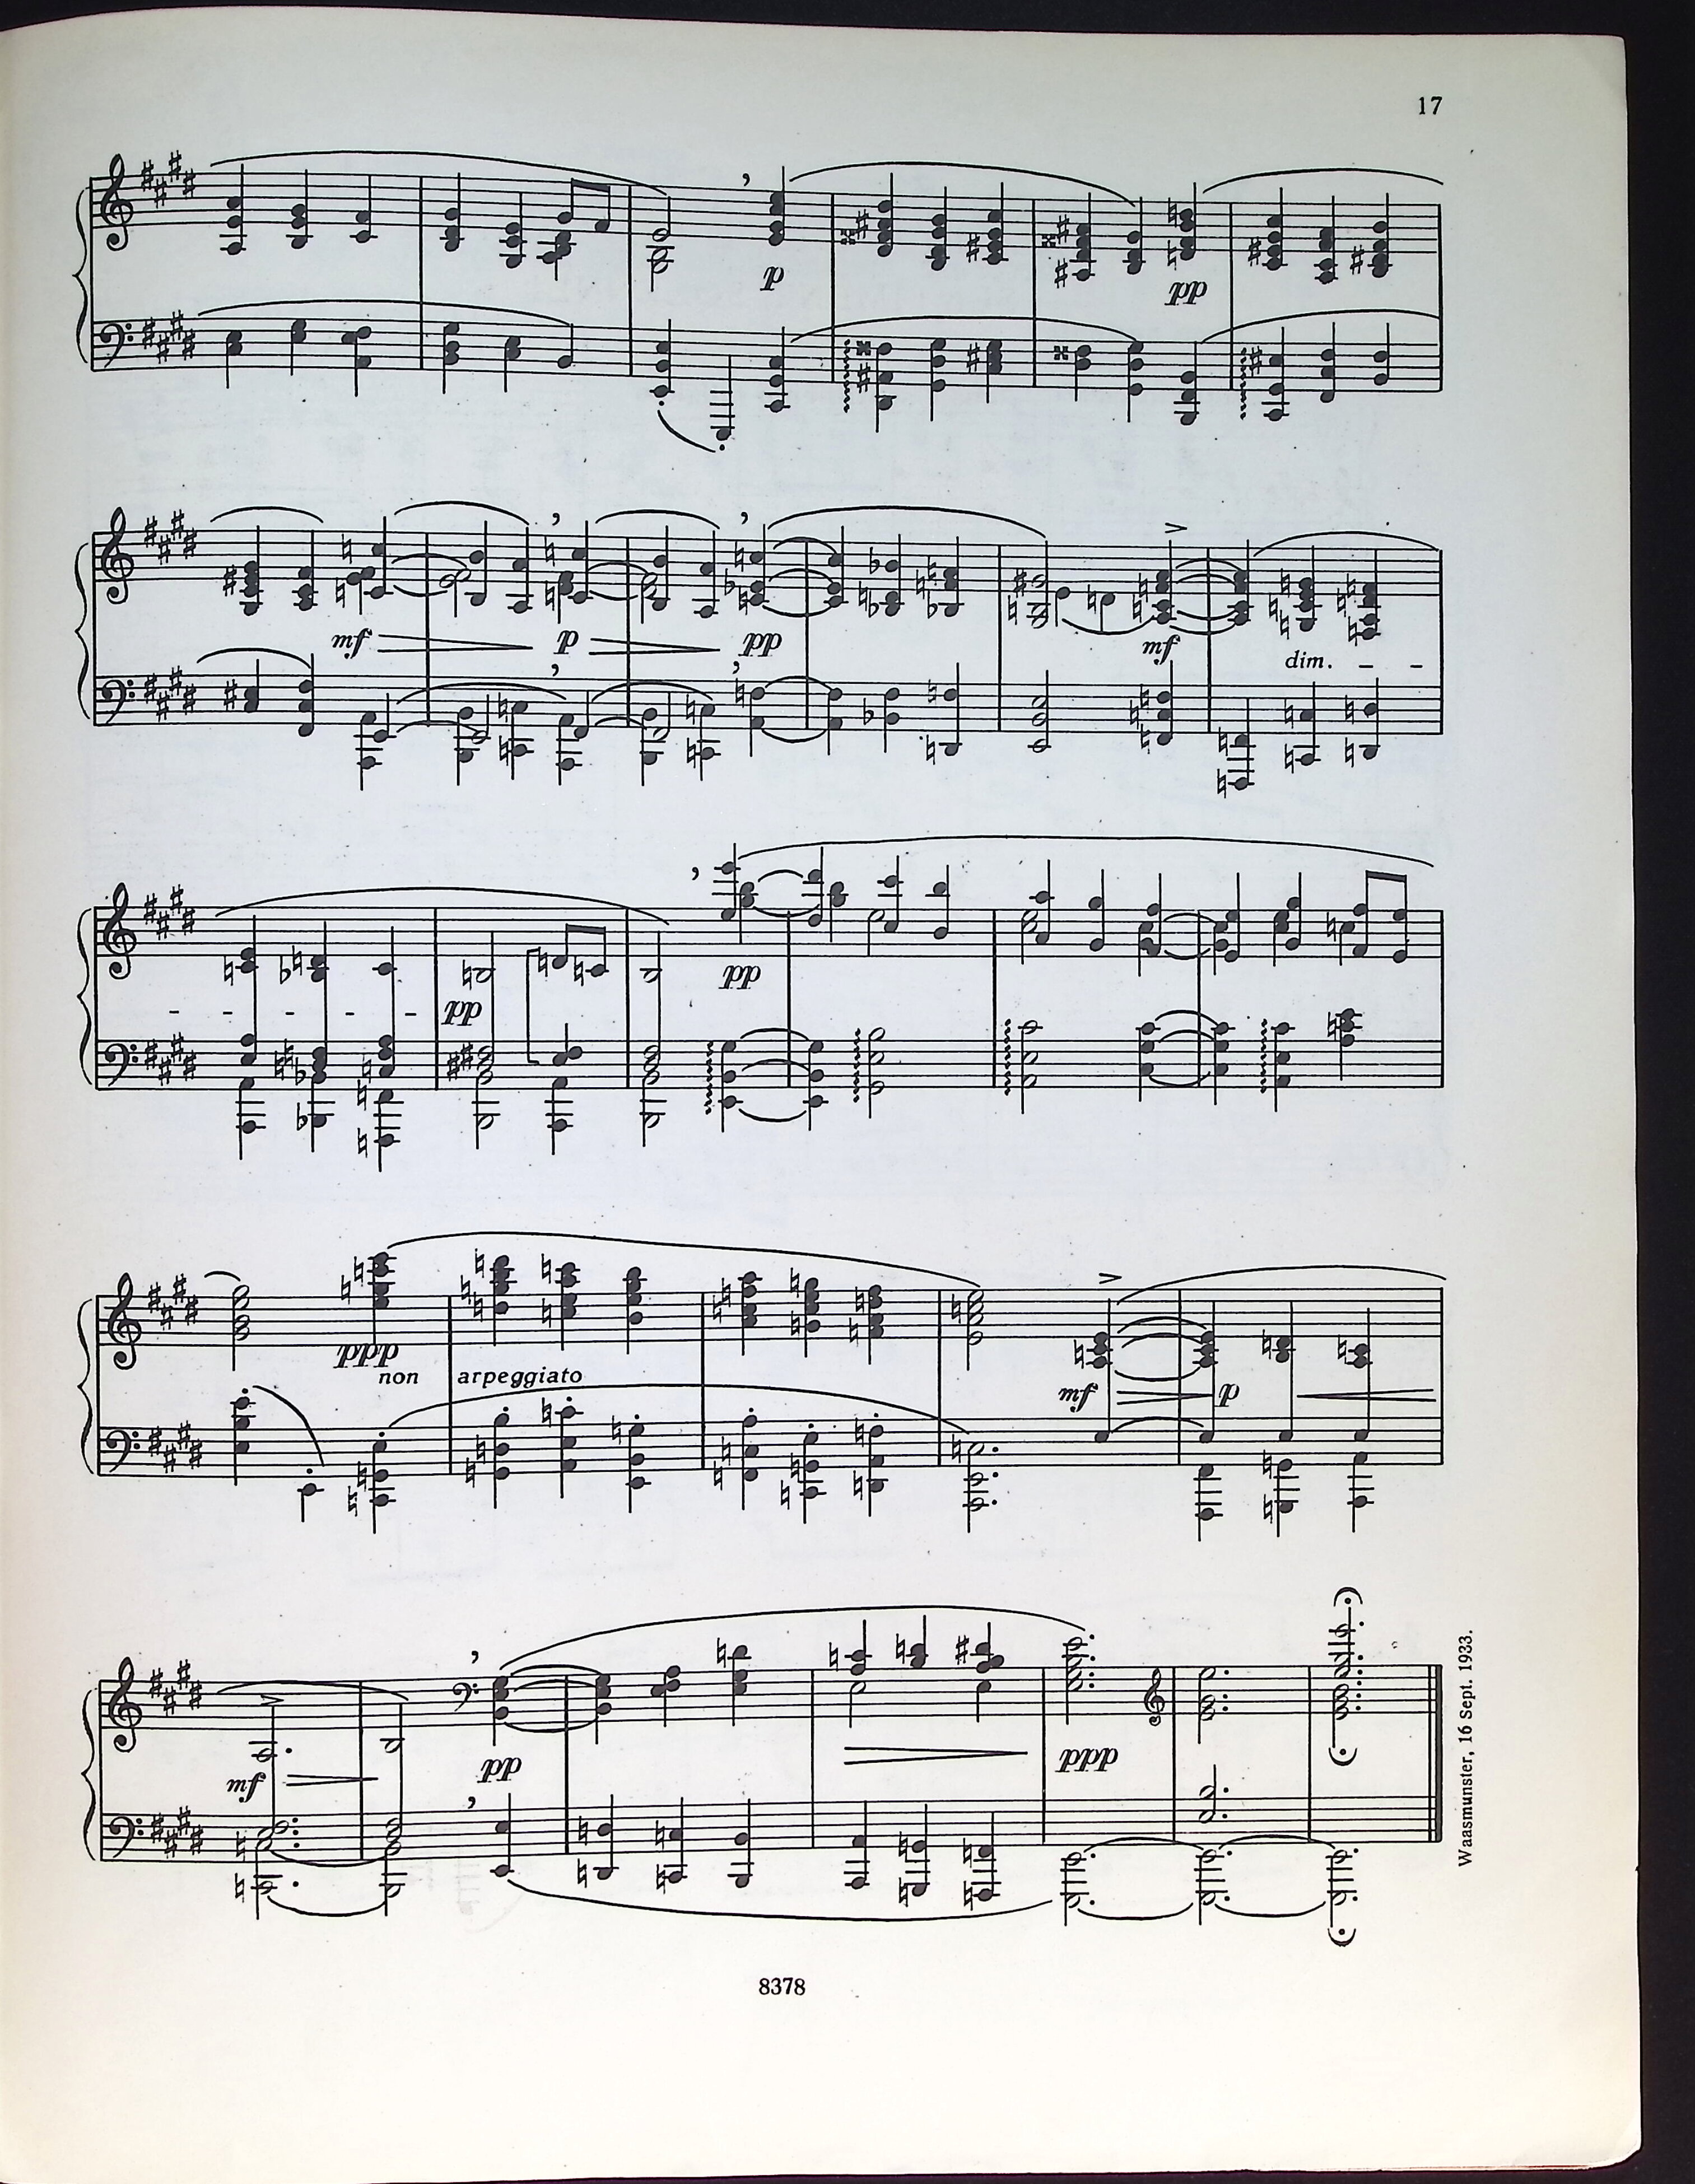 17
p
pp
mf
p
pp
mf
dim.
pp
pp
ppp
non arpeggiato
mf
p
mf
pp
ppp
Waasmunster, 16 Sept. 1933.
8378